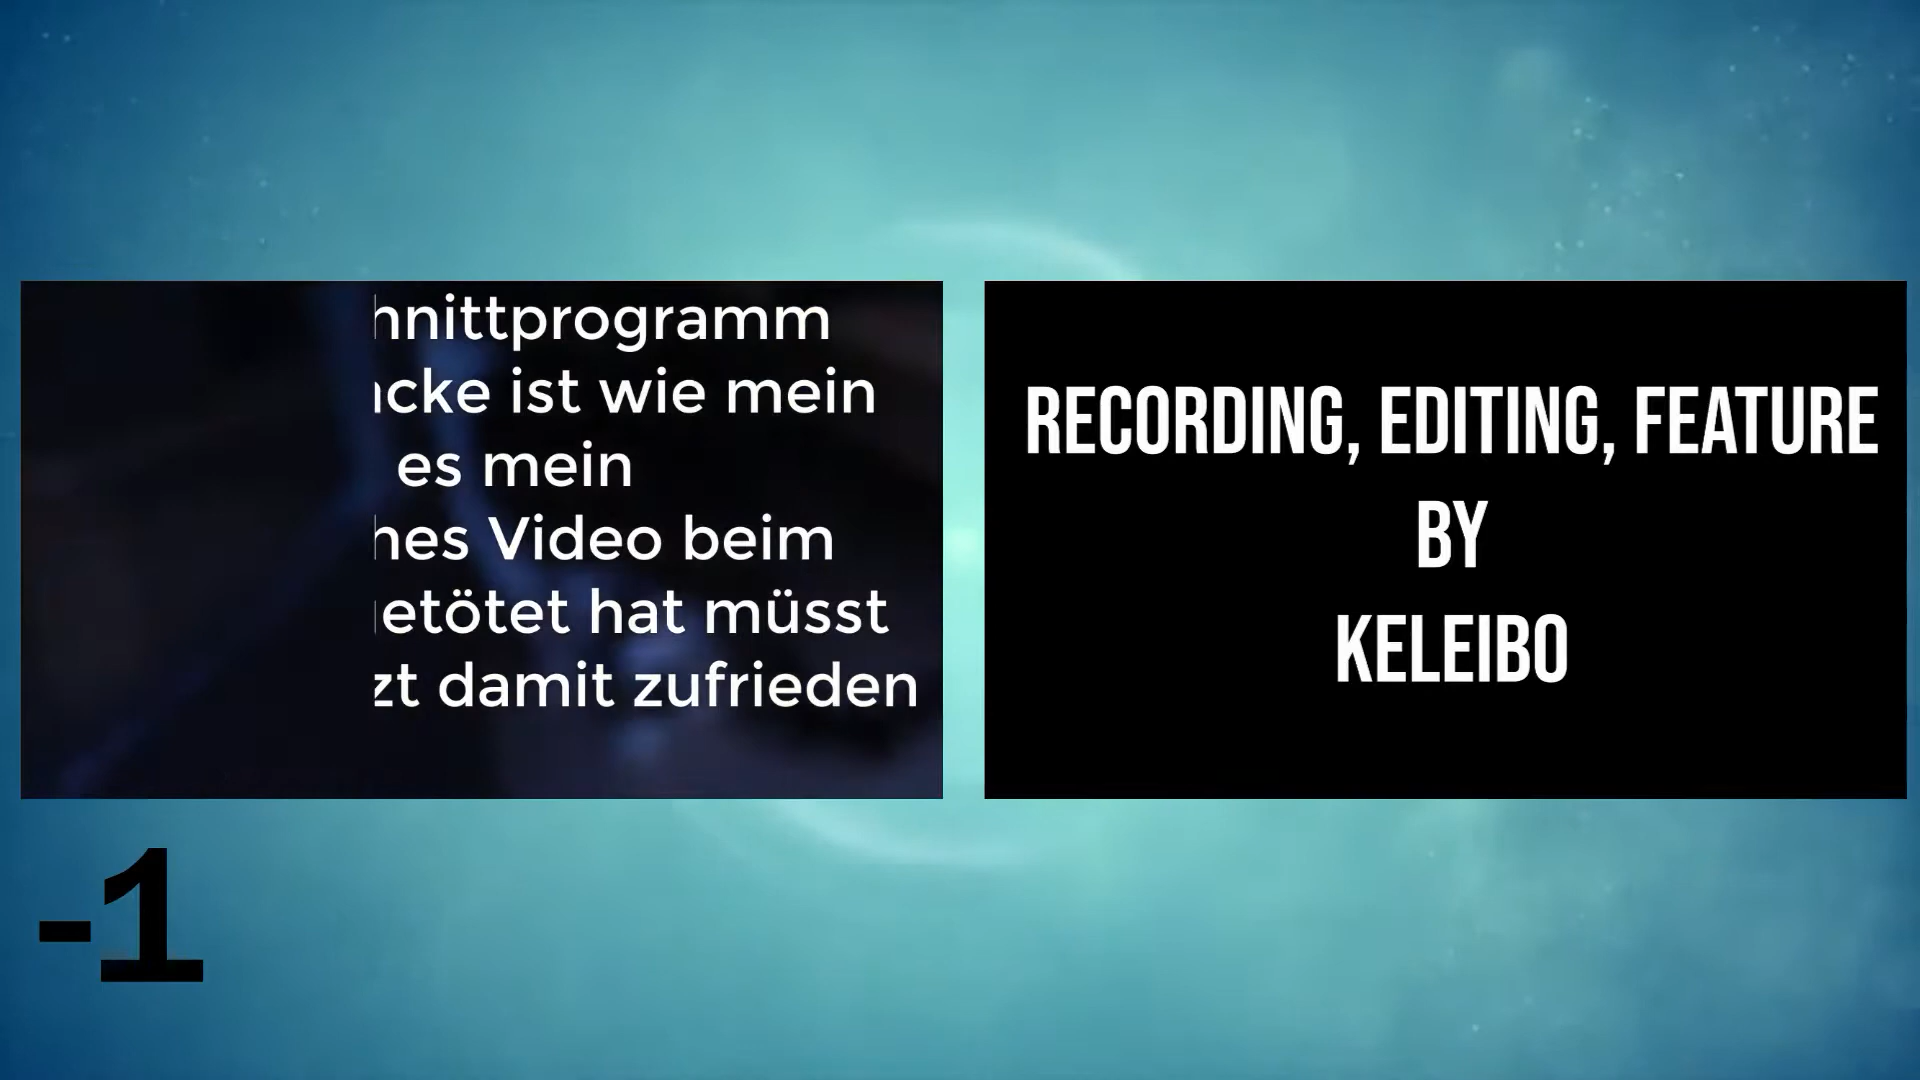 hnittprogramm
cke ist wie mein
es mein
hes Video beim
etötet hat müsst
zt damit zufrieden
RECORDING, EDITING, FEATURE
BY
KELEIBO
-1